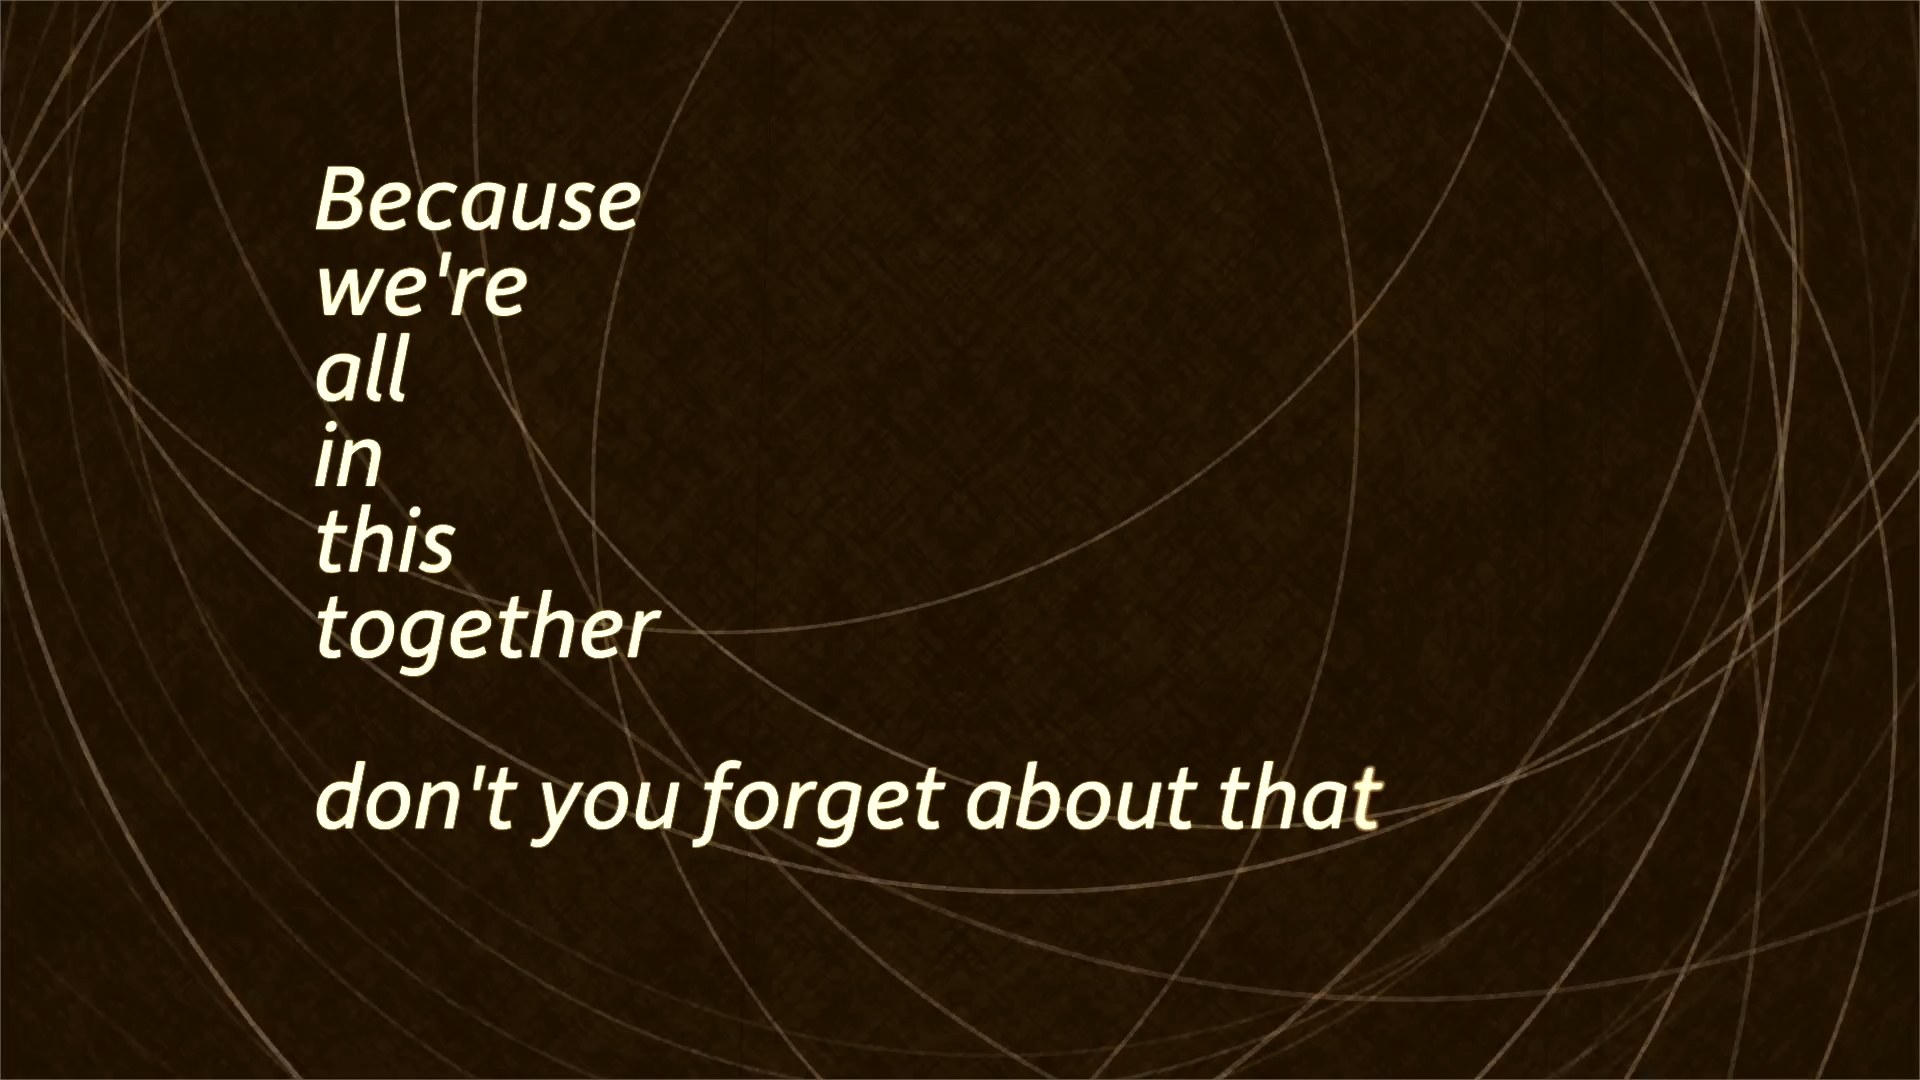 Because
we're
all
in
this
together
don't you forget about that